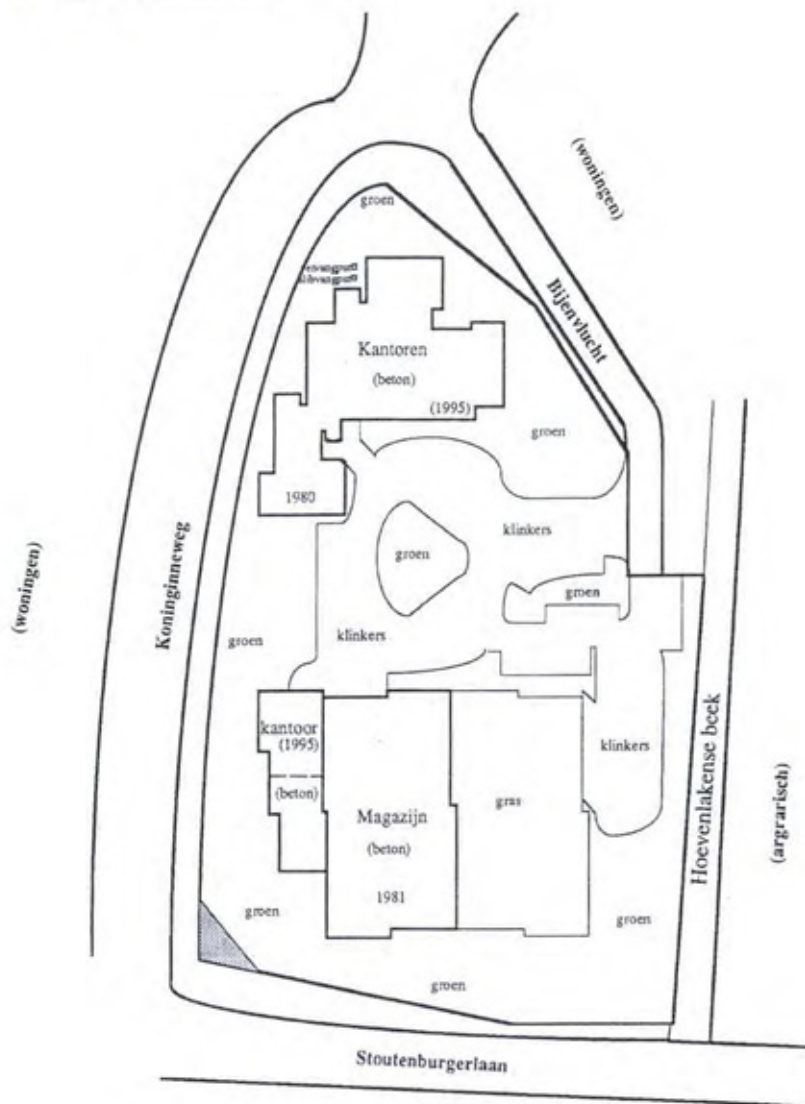 groen
(woningen)
Bijenvlucht
Kantoren
(beton)
(1995)
groen
1980
klinkers
groen
(woningen)
Koninginneweg
groen
groen
klinkers
kantoor
(1995)
(beton)
klinkers
gras
Magazijn
(beton)
1981
Hoevenlakense beek
(argrarisch)
groen
groen
groen
Stoutenburgerlaan